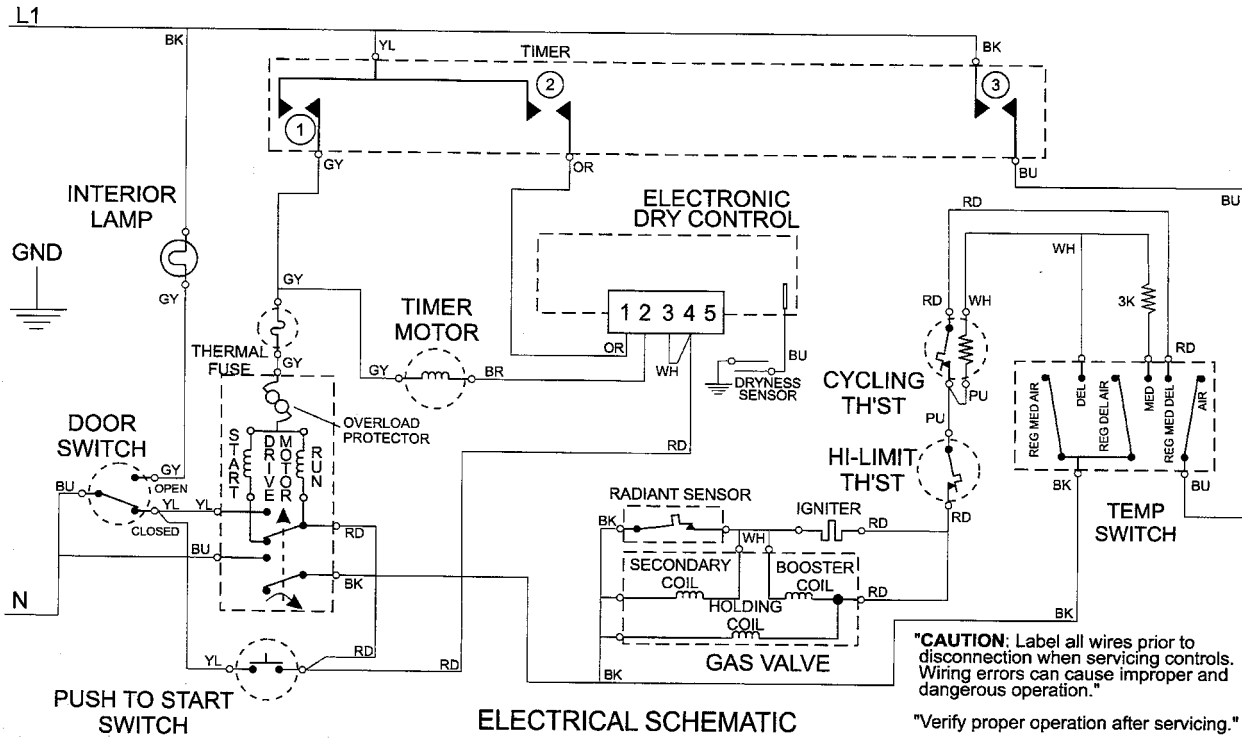 L1
BK
YL
TIMER
BK
1
2
3
GY
OR
BU
BU
INTERIOR
LAMP
GND
GY
ELECTRONIC
DRY CONTROL
RD
WH
GY
TIMER
MOTOR
1 2 3 4 5
RD
WH
3K
THERMAL
FUSE
GY
GY
BR
OR
WH
BU
DRYNESS
SENSOR
CYCLING
TH'ST
PU
RD
DOOR
SWITCH
OVERLOAD
PROTECTOR
START
DRIVE
MOTOR
RUN
RD
PU
HI-LIMIT
TH'ST
REG MED AIR
DEL
REG DEL AIR
MED
REG MED DEL
AIR
BU
GY
OPEN
YL
YL
CLOSED
BU
RD
BK
RADIANT SENSOR
BK
WH
IGNITER
RD
RD
BK
BU
TEMP
SWITCH
N
SECONDARY
COIL
BOOSTER
COIL
HOLDING
COIL
RD
BK
GAS VALVE
YL
RD
RD
BK
PUSH TO START
SWITCH
ELECTRICAL SCHEMATIC
"CAUTION: Label all wires prior to
disconnection when servicing controls.
Wiring errors can cause improper and
dangerous operation."
"Verify proper operation after servicing."